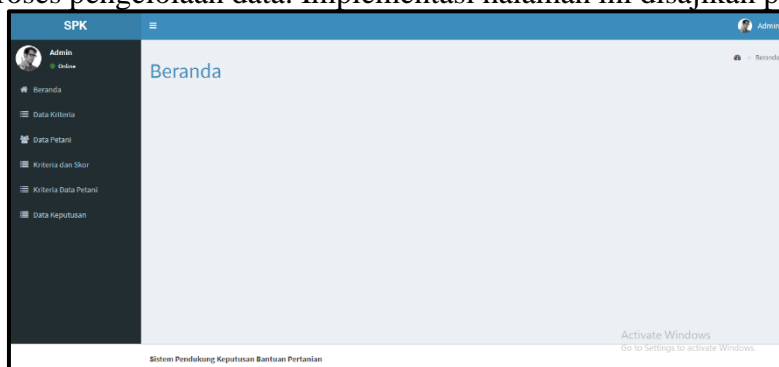 roses pengelolaan data. Implementasi halaman ini disajikan p
SPK
Admin
Admin
Online
Beranda
Beranda
Beranda
Data Kriteria
Data Petani
Kriteria dan Skor
Kriteria Data Petani
Data Keputusan
Activate Windows
Go to Settings to activate Windows.
Sistem Pendukung Keputusan Bantuan Pertanian